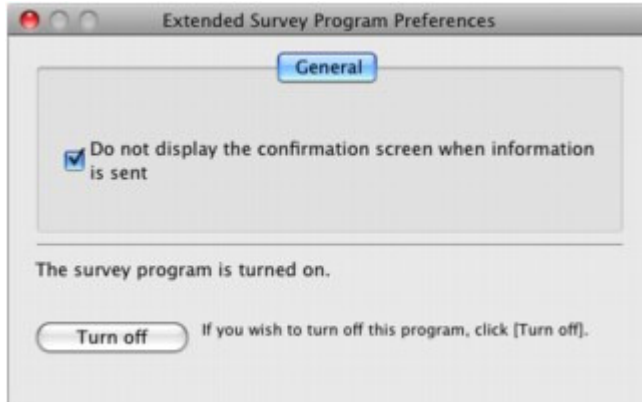 Extended Survey Program Preferences
General
Do not display the confirmation screen when information
is sent
The survey program is turned on.
Turn off
If you wish to turn off this program, click [Turn off].